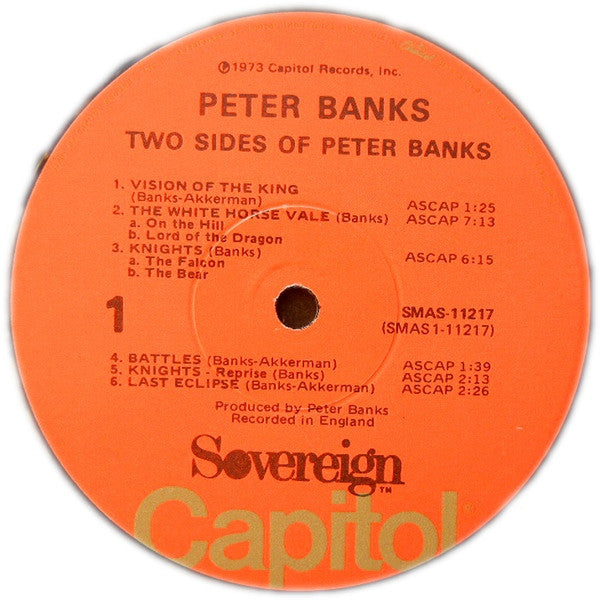 ℗1973 Capitol Records, Inc.
PETER BANKS
TWO SIDES OF PETER BANKS
1. VISION OF THE KING
(Banks-Akkerman) ASCAP 1:25
2. THE WHITE HORSE VALE (Banks) ASCAP 7:13
a. On the Hill
b. Lord of the Dragon
3. KNIGHTS (Banks) ASCAP 6:15
a. The Falcon
b. The Bear
1
SMAS-11217
(SMAS1-11217)
4. BATTLES (Banks-Akkerman) ASCAP 1:39
5. KNIGHTS - Reprise (Banks) ASCAP 2:13
6. LAST ECLIPSE (Banks-Akkerman) ASCAP 2:26
Produced by Peter Banks
Recorded in England
Sovereign™
Capitol